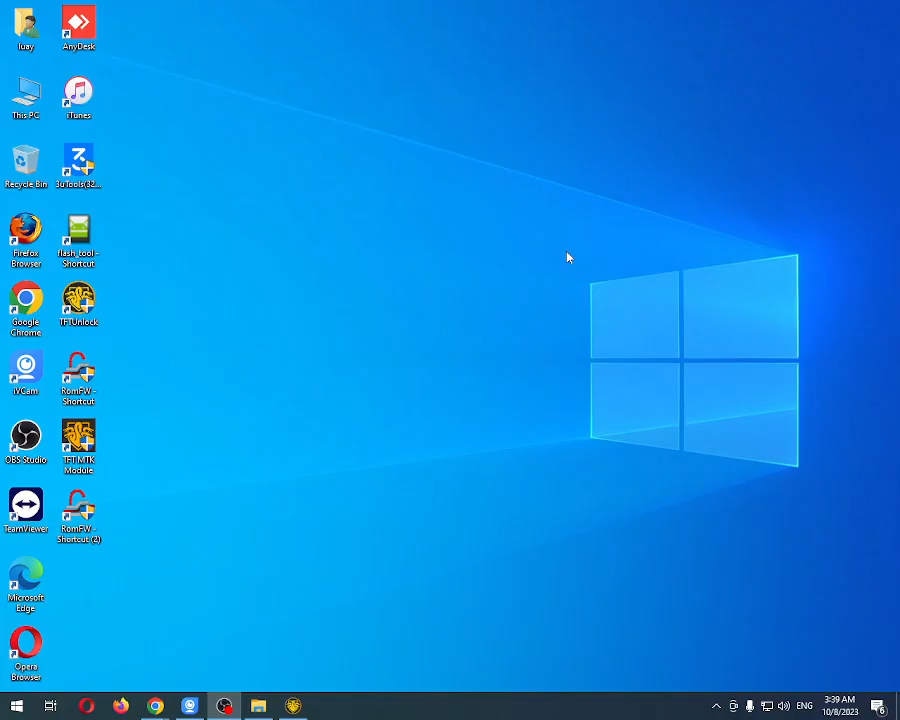 luay
AnyDesk
This PC
iTunes
Recycle Bin
3uTools(32...
Firefox
Browser
flash_tool -
Shortcut
Google
Chrome
TFTUnlock
iVCam
RomFW -
Shortcut
OBS Studio
TFT MTK
Module
TeamViewer
RomFW -
Shortcut (2)
Microsoft
Edge
Opera
Browser
ENG
3:39 AM
10/8/2023
6